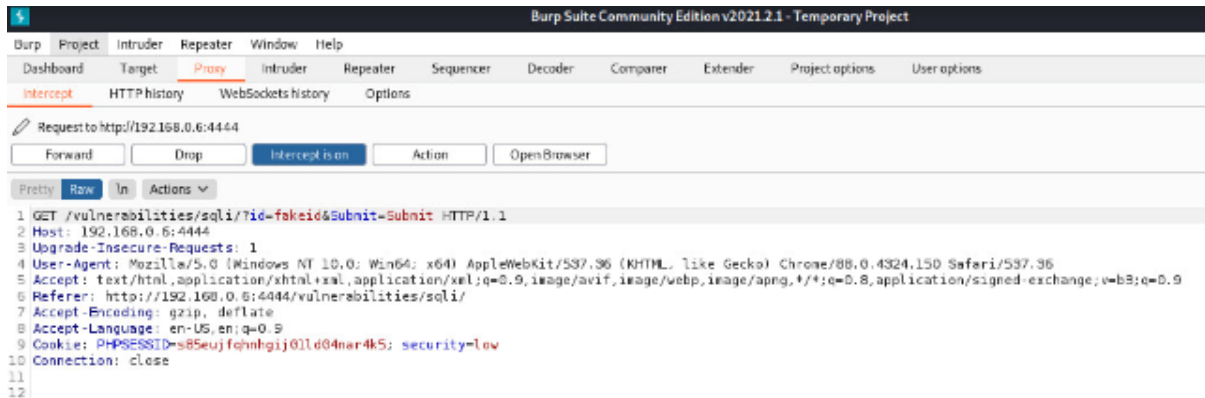 Burp Suite Community Edition v2021.2.1 - Temporary Project
Burp Project Intruder Repeater Window Help
Dashboard Target Proxy Intruder Repeater Sequencer Decoder Comparer Extender Project options User options
Intercept HTTP history WebSockets history Options
Request to http://192.168.0.6:4444
Forward Drop Intercept is on Action Open Browser
Pretty Raw \n Actions
1 GET /vulnerabilities/sqli/?id=fakeid&Submit=Submit HTTP/1.1
2 Host: 192.168.0.6:4444
3 Upgrade-Insecure-Requests: 1
4 User-Agent: Mozilla/5.0 (Windows NT 10.0; Win64; x64) AppleWebKit/537.36 (KHTML, like Gecko) Chrome/88.0.4324.150 Safari/537.36
5 Accept: text/html,application/xhtml+xml,application/xml;q=0.9,image/avif,image/webp,image/apng,*/*;q=0.8,application/signed-exchange;v=b3;q=0.9
6 Referer: http://192.168.0.6:4444/vulnerabilities/sqli/
7 Accept-Encoding: gzip, deflate
8 Accept-Language: en-US,en;q=0.9
9 Cookie: PHPSESSID=s85eujfqhnhgij01ld04nar4k5; security=low
10 Connection: close
11
12